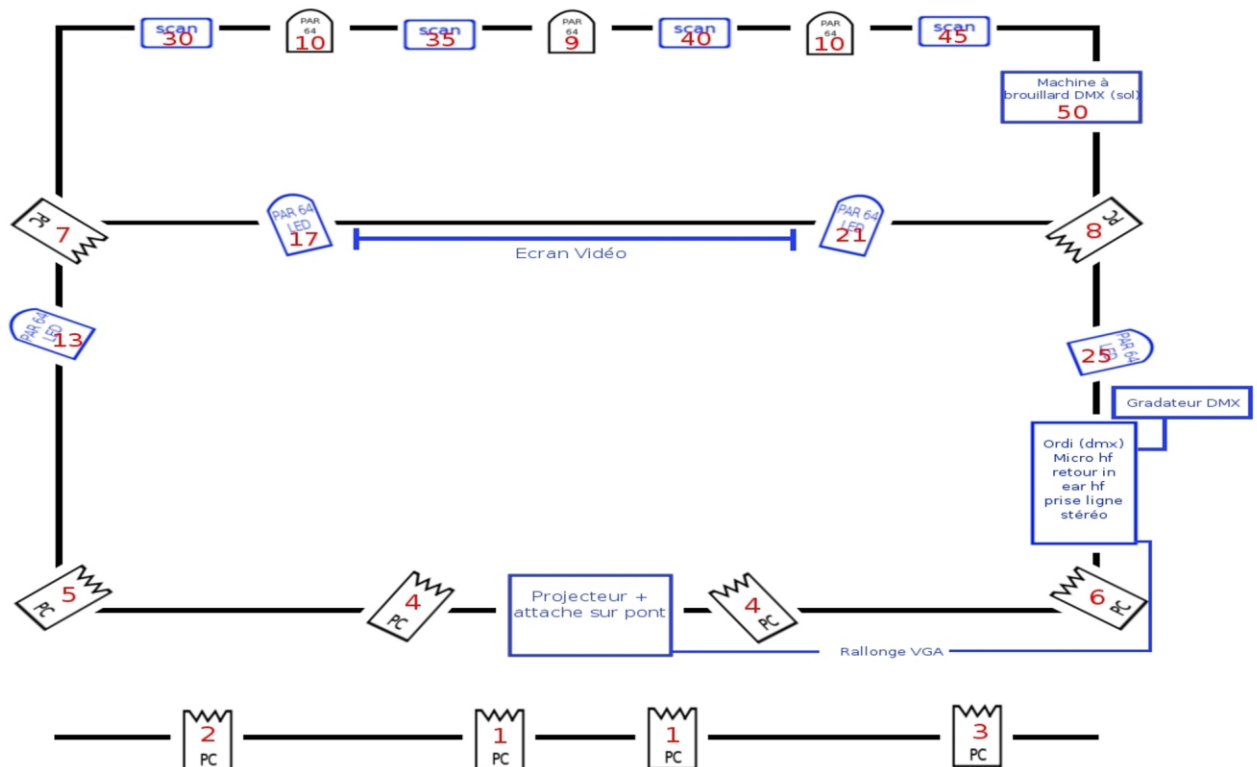 scan
30
PAR
64
10
scan
35
PAR
64
9
scan
40
PAR
64
10
scan
45
Machine à
brouillard DMX (sol)
50
PC
7
PAR 64
LED
17
Ecran Vidéo
PAR 64
LED
21
PC
8
PAR 64
LED
13
PAR 64
LED
25
Gradateur DMX
Ordi (dmx)
Micro hf
retour in
ear hf
prise ligne
stéréo
5
PC
4
PC
Projecteur +
attache sur pont
4
PC
6
PC
Rallonge VGA
2
PC
1
PC
1
PC
3
PC